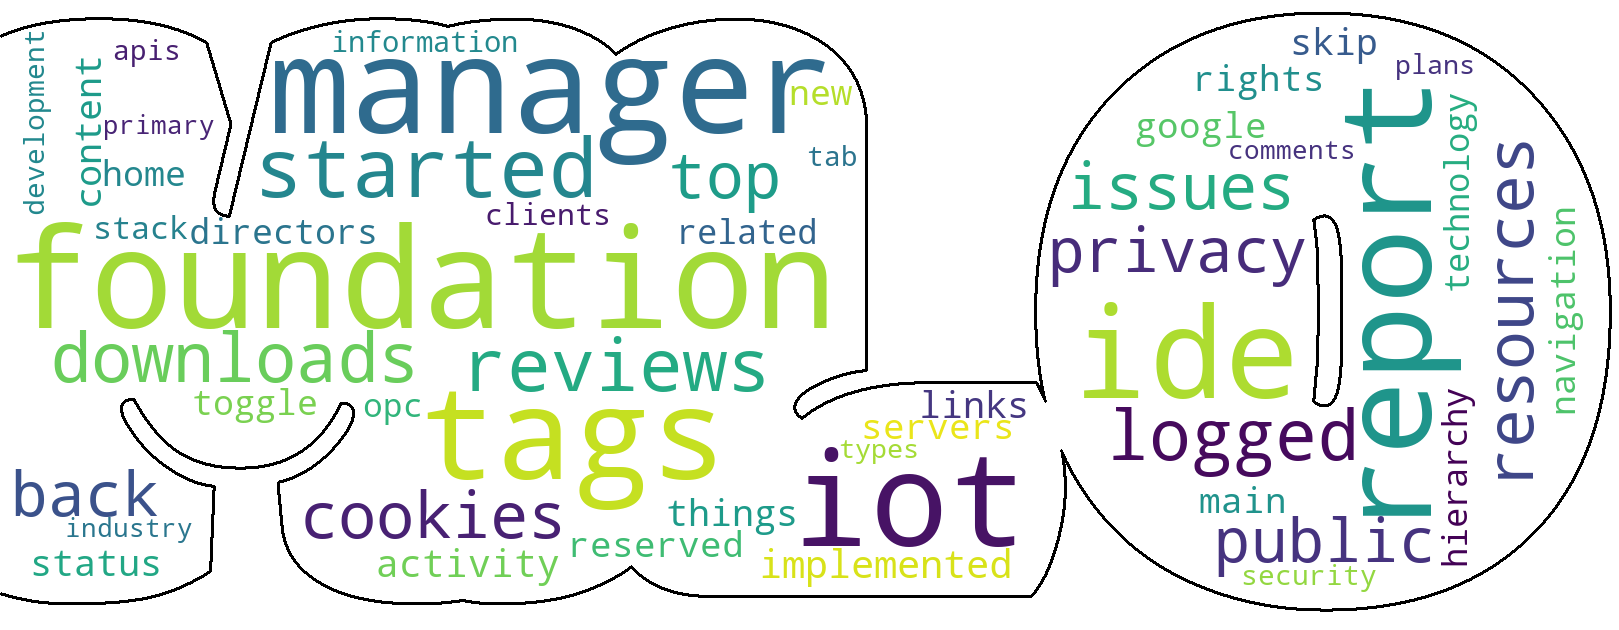 development
content
apis
primary
home
information
manager
new
started
top
tab
clients
stack
directors
related
foundation
downloads
reviews
toggle
opc
tags
back
industry
status
cookies
things
activity
reserved
implemented
links
servers
types
iot
skip
plans
rights
google
comments
issues
privacy
ide
logged
report
technology
resources
navigation
hierarchy
main
public
security